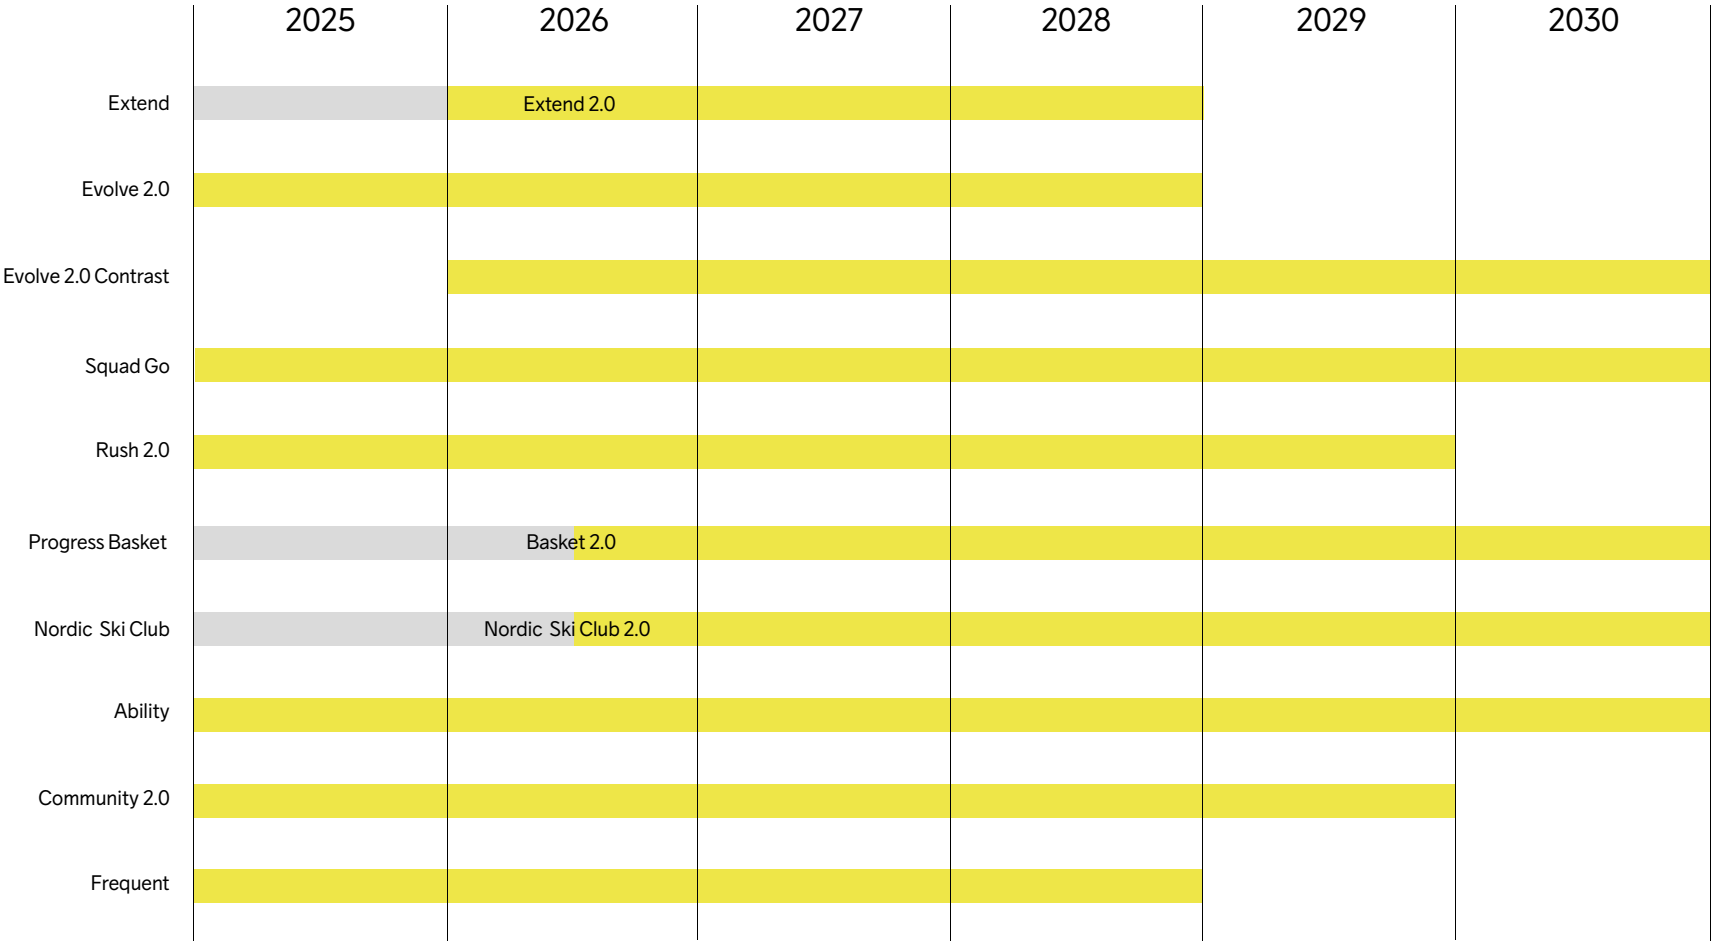 2025 2026 2027 2028 2029 2030
Extend Extend 2.0
Evolve 2.0
Evolve 2.0 Contrast
Squad Go
Rush 2.0
Progress Basket Basket 2.0
Nordic Ski Club Nordic Ski Club 2.0
Ability
Community 2.0
Frequent